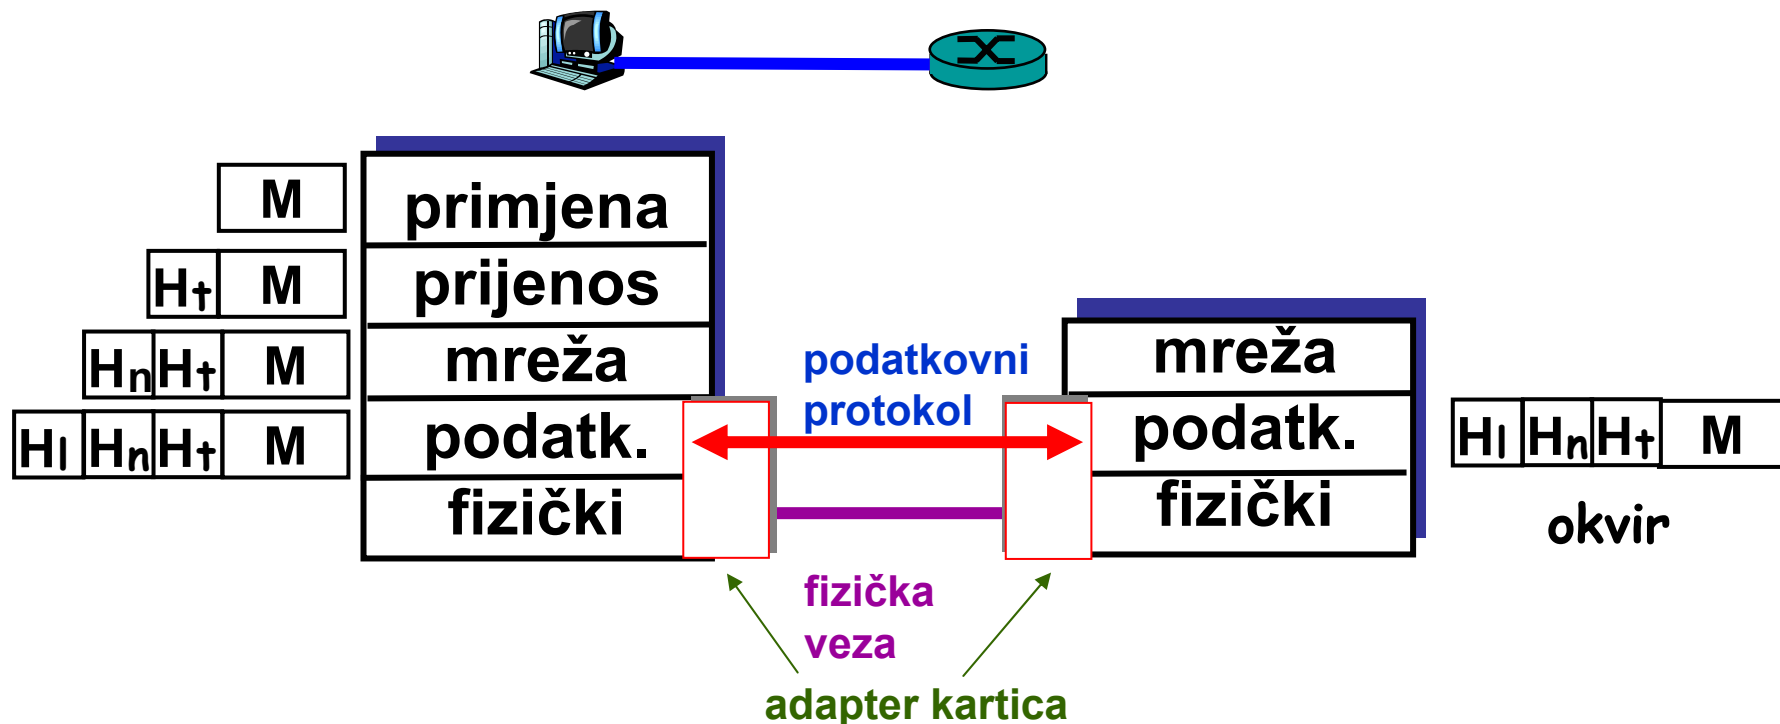 M
primjena
Ht M
prijenos
Hn Ht M
mreža
Hl Hn Ht M
podatk.
fizički
podatkovni
protokol
fizička
veza
adapter kartica
mreža
podatk.
fizički
Hl Hn Ht M
okvir